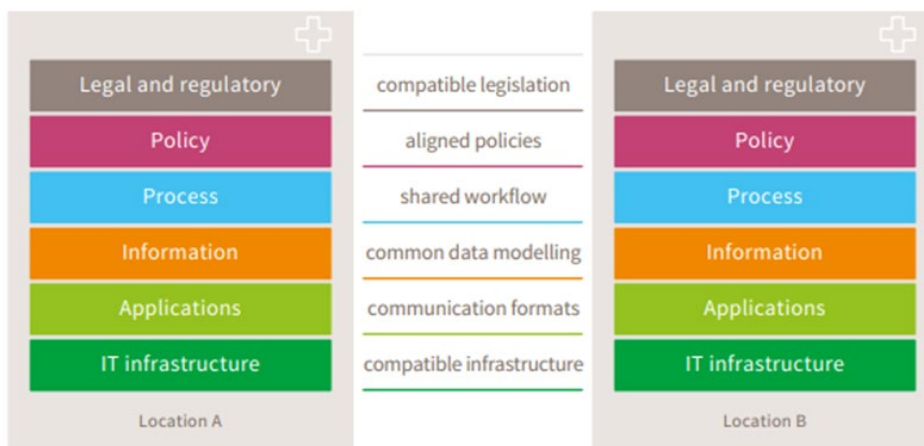 Legal and regulatory compatible legislation Legal and regulatory
Policy aligned policies Policy
Process shared workflow Process
Information common data modelling Information
Applications communication formats Applications
IT infrastructure compatible infrastructure IT infrastructure
Location A Location B